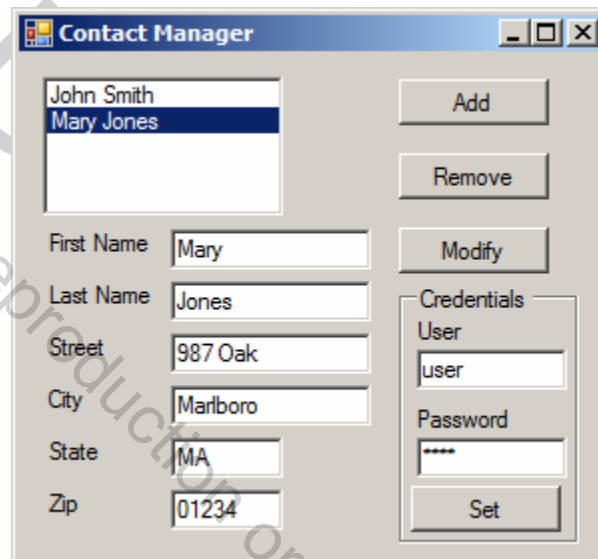 Contact Manager
John Smith
Mary Jones
Add
Remove
Modify
First Name Mary
Last Name Jones
Street 987 Oak
City Marlboro
State MA
Zip 01234
Credentials
User
user
Password
****
Set